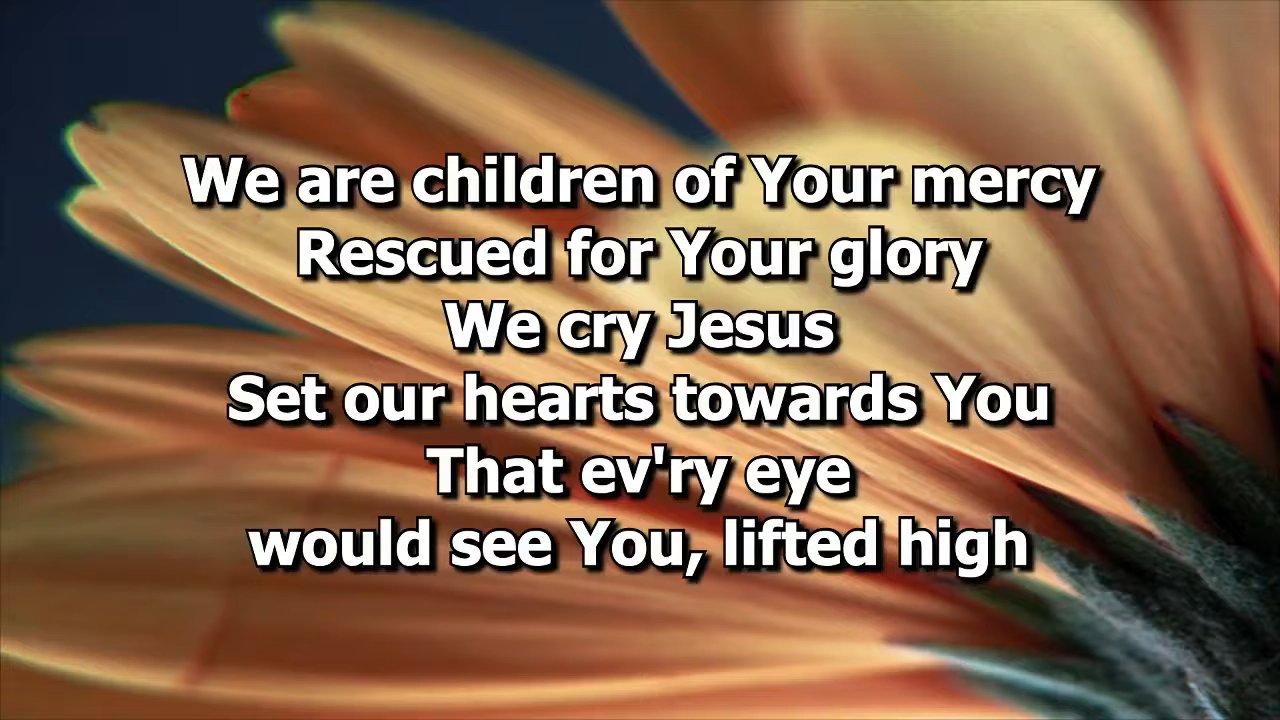 We are children of Your mercy
Rescued for Your glory
We cry Jesus
Set our hearts towards You
That ev'ry eye
would see You, lifted high